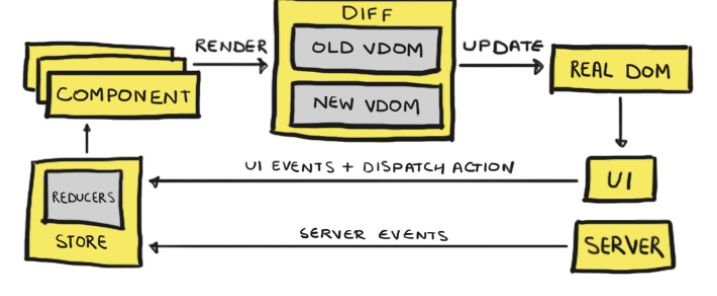 DIFF
RENDER
OLD VDOM
UPDATE
REAL DOM
COMPONENT
NEW VDOM
UI EVENTS + DISPATCH ACTION
UI
REDUCERS
STORE
SERVER EVENTS
SERVER